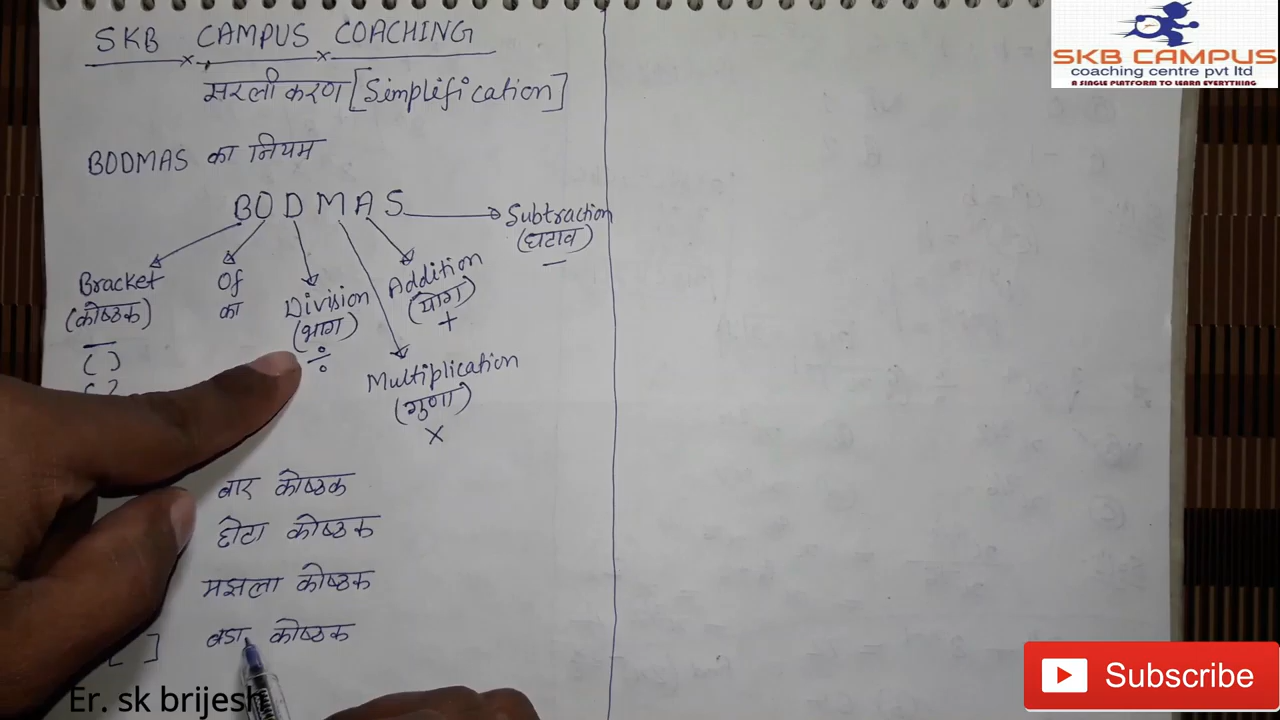 SKB CAMPUS COACHING
सरलीकरण [Simplification]
BODMAS का नियम
BODMAS
Subtraction
(घटाव)
−
Bracket
(कोष्ठक)
Of
का
Division
(भाग)
÷
Addition
(योग)
+
Multiplication
(गुणा)
×
( )
बार कोष्ठक
छोटा कोष्ठक
मझला कोष्ठक
[ ] बडा कोष्ठक
Er. sk brijesh
SKB CAMPUS
coaching centre pvt ltd
A SINGLE PLATFORM TO LEARN EVERYTHING
Subscribe